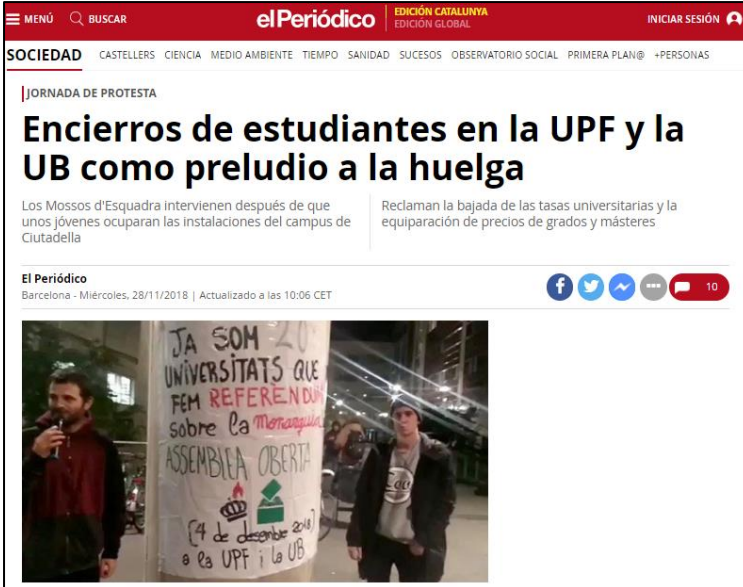 MENÚ BUSCAR elPeriódico EDICIÓN CATALUNYA
EDICIÓN GLOBAL
INICIAR SESIÓN
SOCIEDAD CASTELLERS CIENCIA MEDIO AMBIENTE TIEMPO SANIDAD SUCESOS OBSERVATORIO SOCIAL PRIMERA PLAN@ +PERSONAS
JORNADA DE PROTESTA
Encierros de estudiantes en la UPF y la
UB como preludio a la huelga
Los Mossos d'Esquadra intervienen después de que
unos jóvenes ocuparan las instalaciones del campus de
Ciutadella
Reclaman la bajada de las tasas universitarias y la
equiparación de precios de grados y másteres
El Periódico
Barcelona - Miércoles, 28/11/2018 | Actualizado a las 10:06 CET
10
JA SOM 20
UNIVERSITATS QUE
FEM REFERENDUM
sobre la Monarquia
ASSEMBLEA OBERTA
(4 de desembre 2018)
a la UPF i la UB